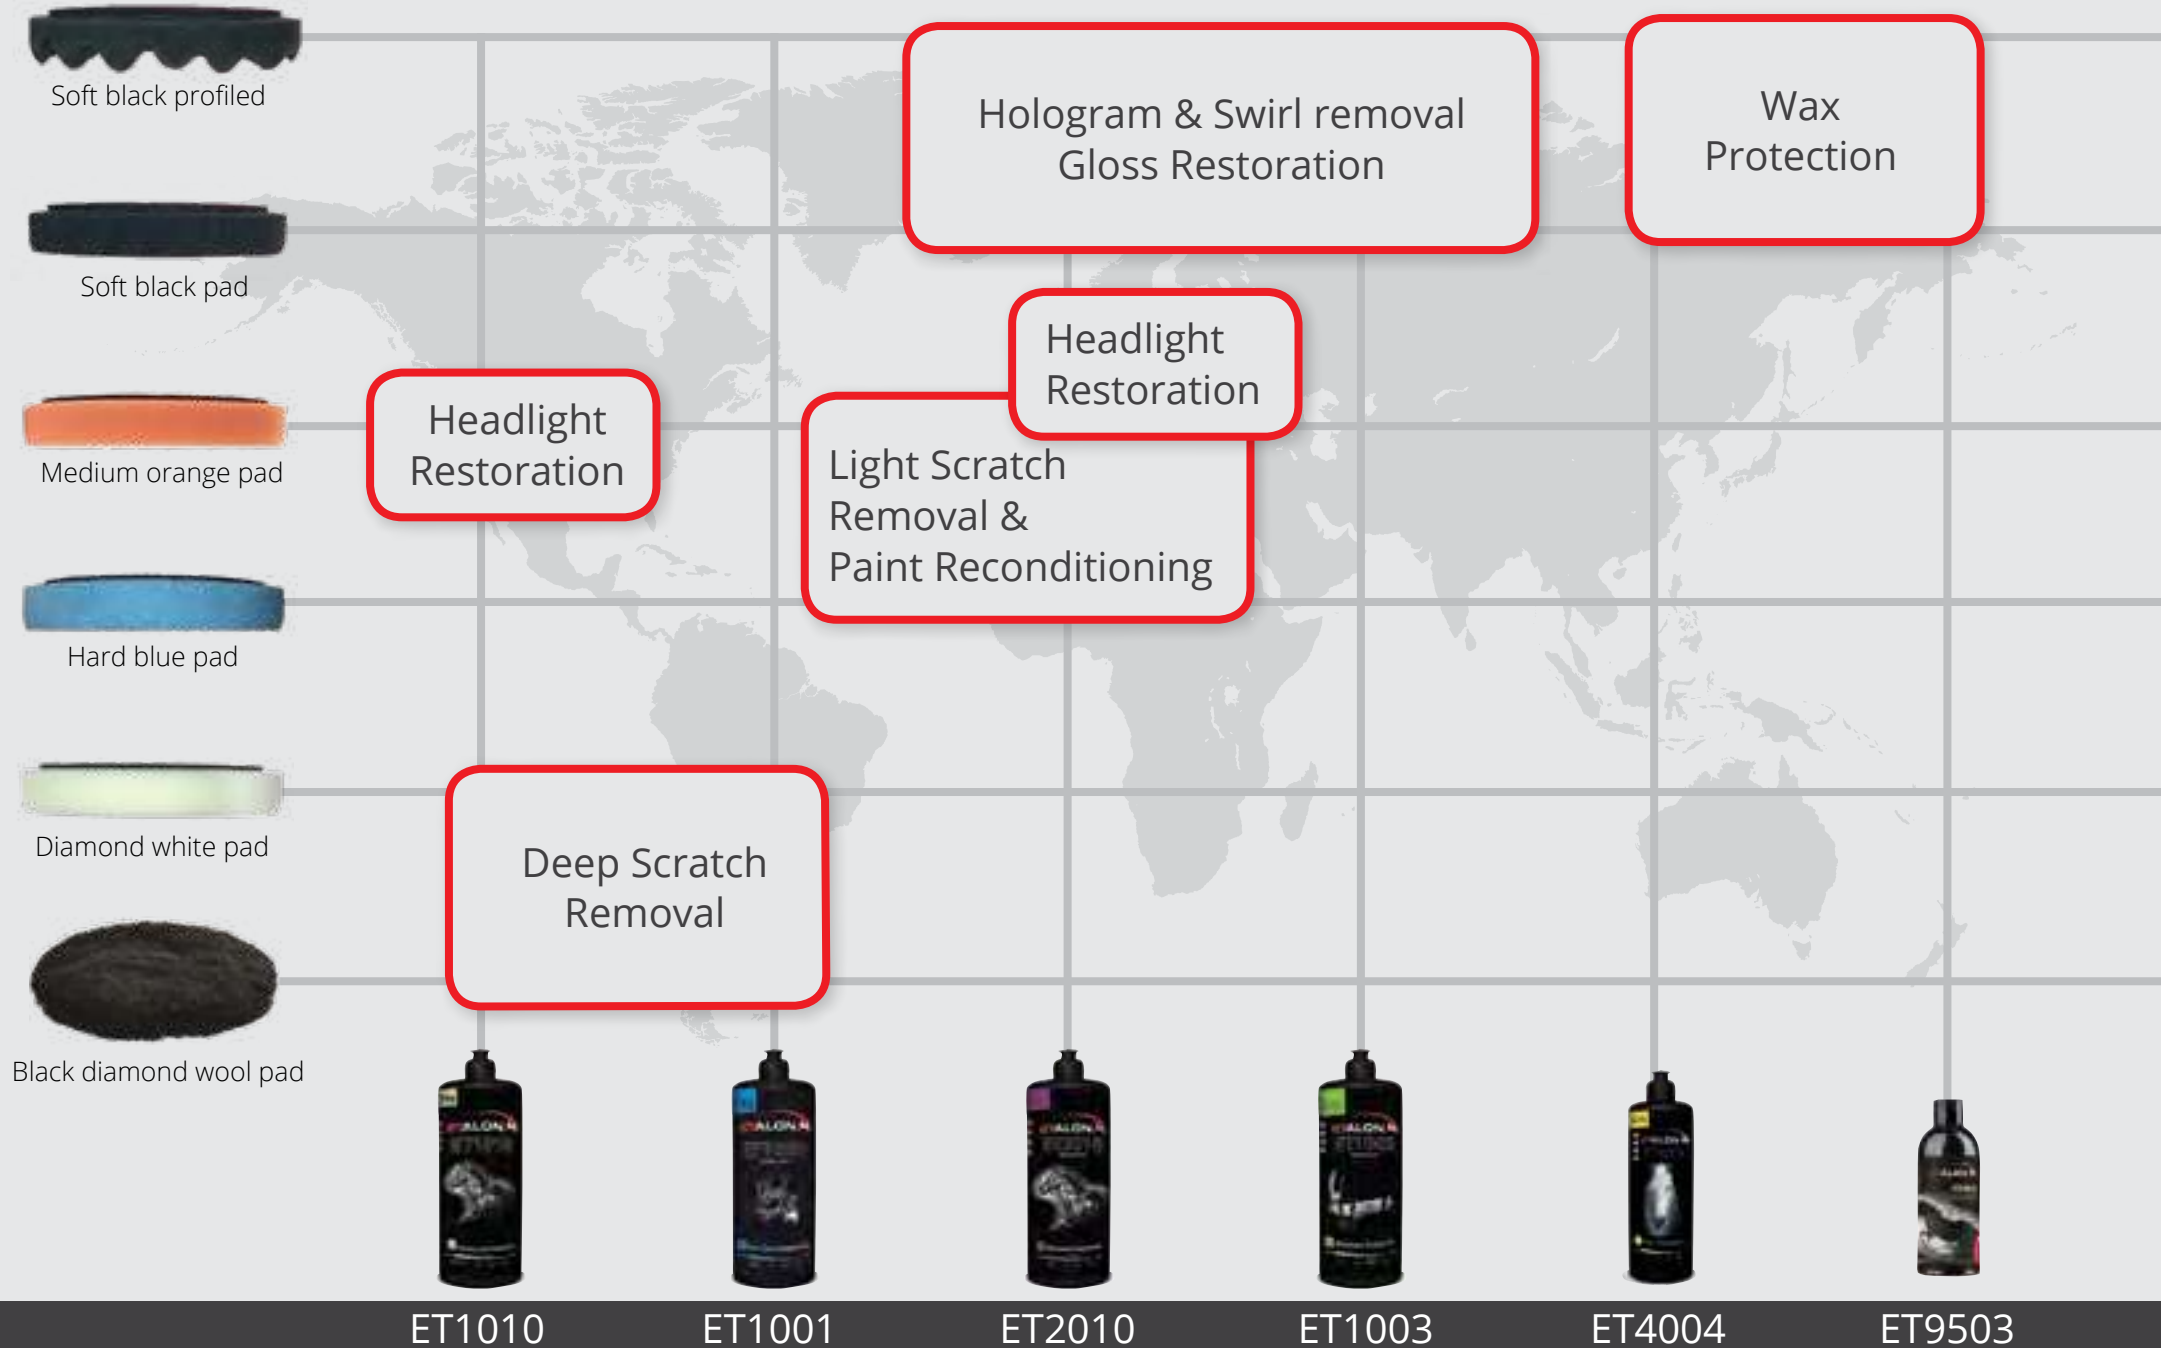 Soft black profiled
Hologram & Swirl removal
Gloss Restoration
Wax
Protection
Soft black pad
Headlight
Restoration
Medium orange pad
Headlight
Restoration
Light Scratch
Removal &
Paint Reconditioning
Hard blue pad
Diamond white pad
Deep Scratch
Removal
Black diamond wool pad
ET1010
ET1001
ET2010
ET1003
ET4004
ET9503